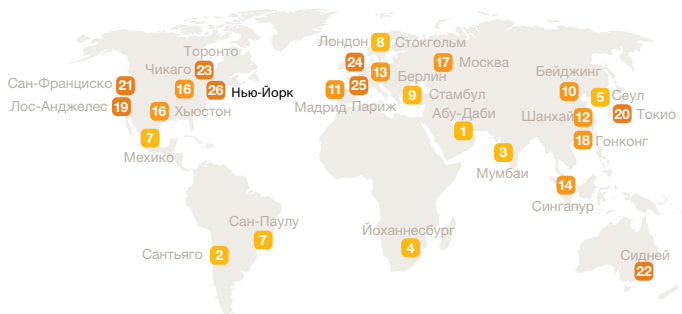 Лондон 8 Стокгольм
Торонто
24 17 Москва
Чикаго 23 13 Бейджинг
Сан-Франциско 21 16 26 Нью-Йорк 11 25 Берлин 10 5 Сеул
9 Стамбул
Лос-Анджелес 19 16 Хьюстон Мадрид Париж Абу-Даби Шанхай 12 20 Токио
7 1 18 Гонконг
Мехико 3
Мумбаи
14
Сингапур
Сан-Паулу
7 Йоханнесбург
Сантьяго 2 4 Сидней
22